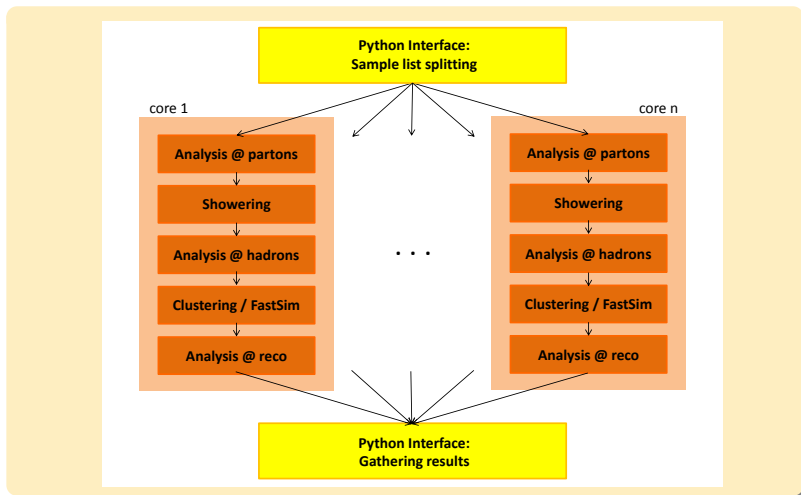 Python Interface:
Sample list splitting
core 1
core n
Analysis @ partons
Showering
Analysis @ hadrons
Clustering / FastSim
Analysis @ reco
. . .
Analysis @ partons
Showering
Analysis @ hadrons
Clustering / FastSim
Analysis @ reco
Python Interface:
Gathering results